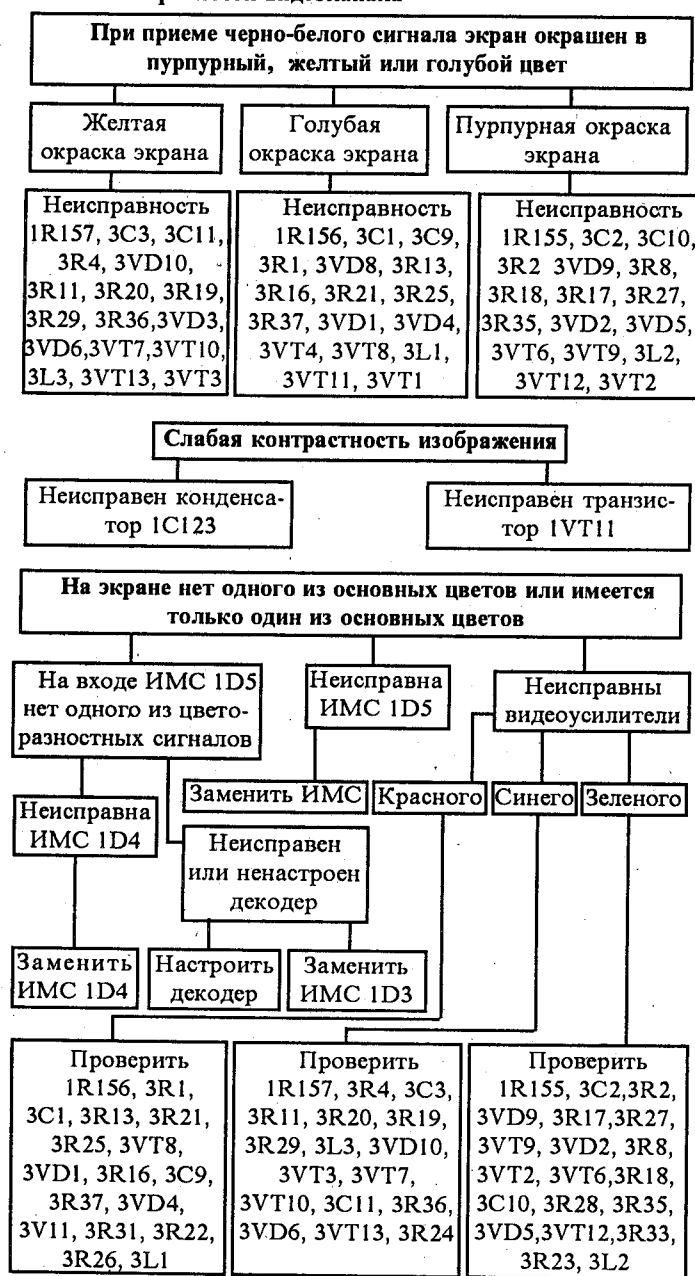 При приеме черно-белого сигнала экран окрашен в
пурпурный, желтый или голубой цвет
Желтая
окраска экрана
Голубая
окраска экрана
Пурпурная окраска
экрана
Неисправность
1R157, 3C3, 3C11,
3R4, 3VD10,
3R11, 3R20, 3R19,
3R29, 3R36,3VD3,
3VD6,3VT7,3VT10,
3L3, 3VT13, 3VT3
Неисправность
1R156, 3C1, 3C9,
3R1, 3VD8, 3R13,
3R16, 3R21, 3R25,
3R37, 3VD1, 3VD4,
3VT4, 3VT8, 3L1,
3VT11, 3VT1
Неисправность
1R155, 3C2, 3C10,
3R2 3VD9, 3R8,
3R18, 3R17, 3R27,
3R35, 3VD2, 3VD5,
3VT6, 3VT9, 3L2,
3VT12, 3VT2
Слабая контрастность изображения
Неисправен конденса-
тор 1С123
Неисправен транзис-
тор 1VT11
На экране нет одного из основных цветов или имеется
только один из основных цветов
На входе ИМС 1D5
нет одного из цвето-
разностных сигналов
Неисправна
ИМС 1D5
Неисправны
видеоусилители
Заменить ИМС
Красного
Синего
Зеленого
Неисправна
ИМС 1D4
Неисправен
или ненастроен
декодер
Заменить
ИМС 1D4
Настроить
декодер
Заменить
ИМС 1D3
Проверить
1R156, 3R1,
3C1, 3R13, 3R21,
3R25, 3VT8,
3VD1, 3R16, 3C9,
3R37, 3VD4,
3V11, 3R31, 3R22,
3R26, 3L1
Проверить
1R157, 3R4, 3C3,
3R11, 3R20, 3R19,
3R29, 3L3, 3VD10,
3VT3, 3VT7,
3VT10, 3C11, 3R36,
3VD6, 3VT13, 3R24
Проверить
1R155, 3C2,3R2,
3VD9, 3R17,3R27,
3VT9, 3VD2, 3R8,
3VT2, 3VT6,3R18,
3C10, 3R28, 3R35,
3VD5,3VT12,3R33,
3R23, 3L2